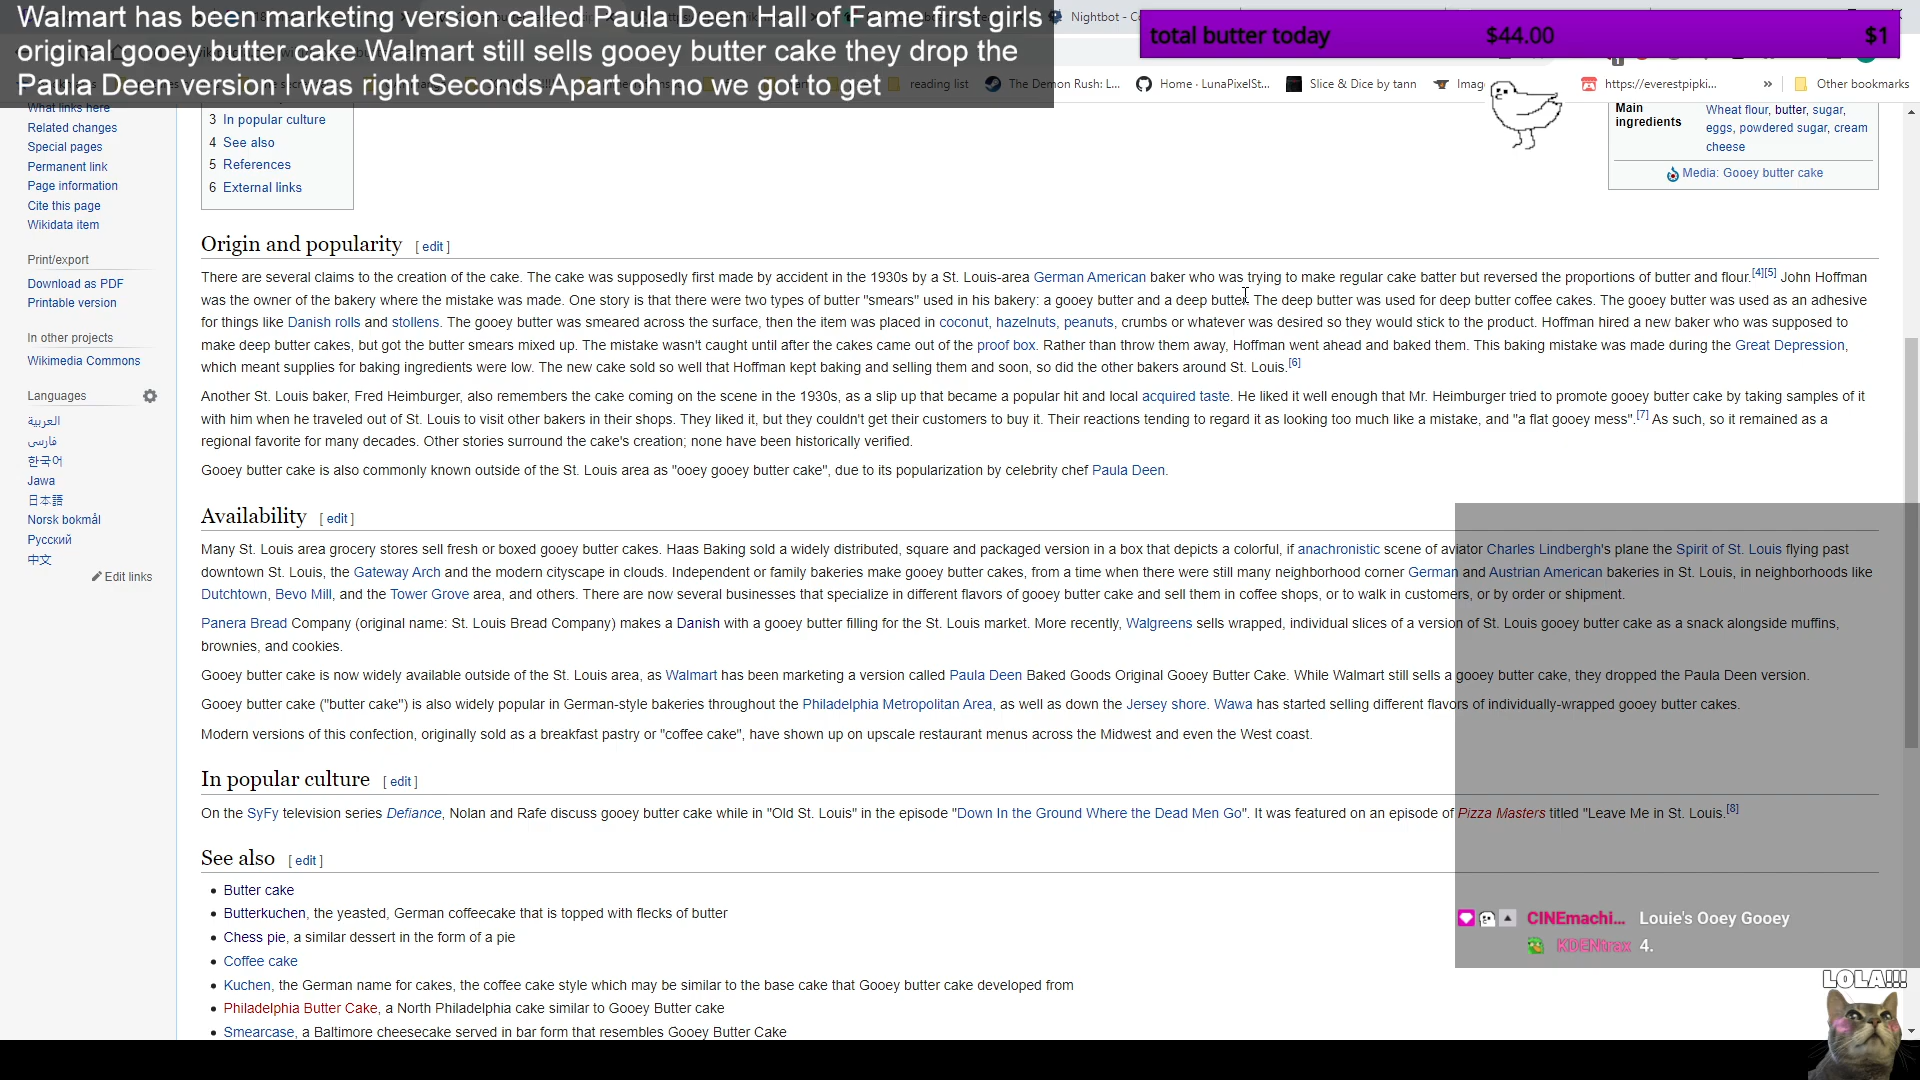 Walmart has been marketing version called Paula Deen Hall of Fame first girls
original gooey butter cake Walmart still sells gooey butter cake they drop the
Paula Deen version I was right Seconds Apart oh no we got to get
Nightbot - C
total butter today $44.00 $1
reading list The Demon Rush: L... Home · LunaPixelSt... Slice & Dice by tann Imag https://everestpipki... » Other bookmarks
What links here
Related changes
Special pages
Permanent link
Page information
Cite this page
Wikidata item
Print/export
Download as PDF
Printable version
In other projects
Wikimedia Commons
Languages
العربية
فارسی
한국어
Jawa
日本語
Norsk bokmål
Русский
中文
Edit links
3 In popular culture
4 See also
5 References
6 External links
Main ingredients
Wheat flour, butter, sugar,
eggs, powdered sugar, cream
cheese
Media: Gooey butter cake
Origin and popularity [ edit ]
There are several claims to the creation of the cake. The cake was supposedly first made by accident in the 1930s by a St. Louis-area German American baker who was trying to make regular cake batter but reversed the proportions of butter and flour.[4][5] John Hoffman
was the owner of the bakery where the mistake was made. One story is that there were two types of butter "smears" used in his bakery: a gooey butter and a deep butter. The deep butter was used for deep butter coffee cakes. The gooey butter was used as an adhesive
for things like Danish rolls and stollens. The gooey butter was smeared across the surface, then the item was placed in coconut, hazelnuts, peanuts, crumbs or whatever was desired so they would stick to the product. Hoffman hired a new baker who was supposed to
make deep butter cakes, but got the butter smears mixed up. The mistake wasn't caught until after the cakes came out of the proof box. Rather than throw them away, Hoffman went ahead and baked them. This baking mistake was made during the Great Depression,
which meant supplies for baking ingredients were low. The new cake sold so well that Hoffman kept baking and selling them and soon, so did the other bakers around St. Louis.[6]
Another St. Louis baker, Fred Heimburger, also remembers the cake coming on the scene in the 1930s, as a slip up that became a popular hit and local acquired taste. He liked it well enough that Mr. Heimburger tried to promote gooey butter cake by taking samples of it
with him when he traveled out of St. Louis to visit other bakers in their shops. They liked it, but they couldn't get their customers to buy it. Their reactions tending to regard it as looking too much like a mistake, and "a flat gooey mess".[7] As such, so it remained as a
regional favorite for many decades. Other stories surround the cake's creation; none have been historically verified.
Gooey butter cake is also commonly known outside of the St. Louis area as "ooey gooey butter cake", due to its popularization by celebrity chef Paula Deen.
Availability [ edit ]
Many St. Louis area grocery stores sell fresh or boxed gooey butter cakes. Haas Baking sold a widely distributed, square and packaged version in a box that depicts a colorful, if anachronistic scene of aviator Charles Lindbergh's plane the Spirit of St. Louis flying past
downtown St. Louis, the Gateway Arch and the modern cityscape in clouds. Independent or family bakeries make gooey butter cakes, from a time when there were still many neighborhood corner German and Austrian American bakeries in St. Louis, in neighborhoods like
Dutchtown, Bevo Mill, and the Tower Grove area, and others. There are now several businesses that specialize in different flavors of gooey butter cake and sell them in coffee shops, or to walk in customers, or by order or shipment.
Panera Bread Company (original name: St. Louis Bread Company) makes a Danish with a gooey butter filling for the St. Louis market. More recently, Walgreens sells wrapped, individual slices of a version of St. Louis gooey butter cake as a snack alongside muffins,
brownies, and cookies.
Gooey butter cake is now widely available outside of the St. Louis area, as Walmart has been marketing a version called Paula Deen Baked Goods Original Gooey Butter Cake. While Walmart still sells a gooey butter cake, they dropped the Paula Deen version.
Gooey butter cake ("butter cake") is also widely popular in German-style bakeries throughout the Philadelphia Metropolitan Area, as well as down the Jersey shore. Wawa has started selling different flavors of individually-wrapped gooey butter cakes.
Modern versions of this confection, originally sold as a breakfast pastry or "coffee cake", have shown up on upscale restaurant menus across the Midwest and even the West coast.
In popular culture [ edit ]
On the SyFy television series Defiance, Nolan and Rafe discuss gooey butter cake while in "Old St. Louis" in the episode "Down In the Ground Where the Dead Men Go". It was featured on an episode of Pizza Masters titled "Leave Me in St. Louis.[8]
See also [ edit ]
• Butter cake
• Butterkuchen, the yeasted, German coffeecake that is topped with flecks of butter
• Chess pie, a similar dessert in the form of a pie
• Coffee cake
• Kuchen, the German name for cakes, the coffee cake style which may be similar to the base cake that Gooey butter cake developed from
• Philadelphia Butter Cake, a North Philadelphia cake similar to Gooey Butter cake
• Smearcase, a Baltimore cheesecake served in bar form that resembles Gooey Butter Cake
CINEmachi... Louie's Ooey Gooey
KDENtrax 4.
LOLA!!!